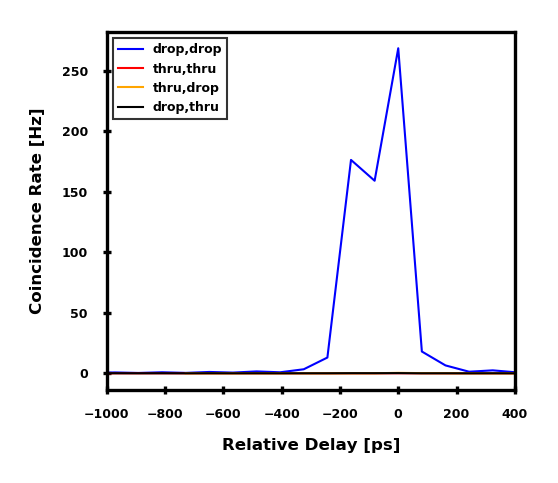 drop,drop
thru,thru
thru,drop
drop,thru
250
200
150
100
50
0
Coincidence Rate [Hz]
−1000 −800 −600 −400 −200 0 200 400
Relative Delay [ps]